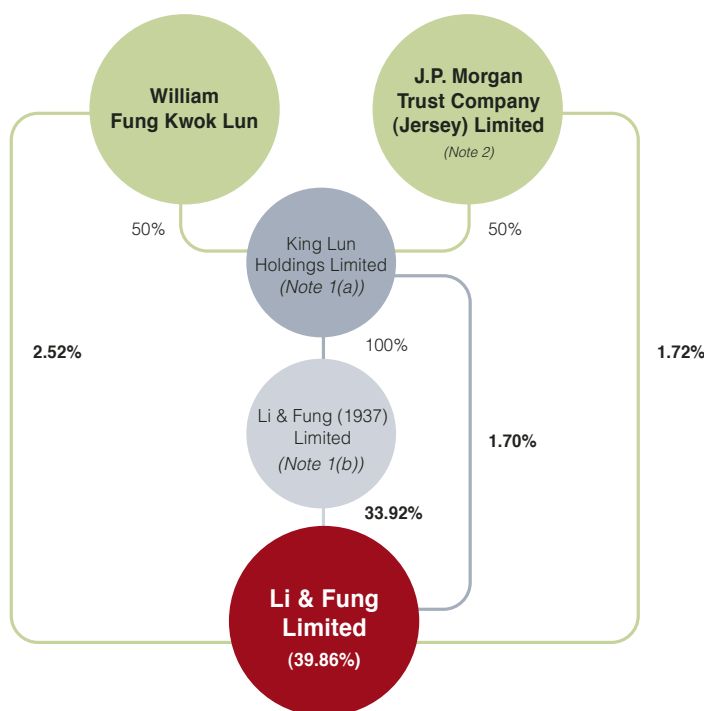 William
Fung Kwok Lun
J.P. Morgan
Trust Company
(Jersey) Limited
(Note 2)
50%
50%
King Lun
Holdings Limited
(Note 1(a))
2.52%
100%
1.72%
Li & Fung (1937)
Limited
(Note 1(b))
1.70%
33.92%
Li & Fung
Limited
(39.86%)